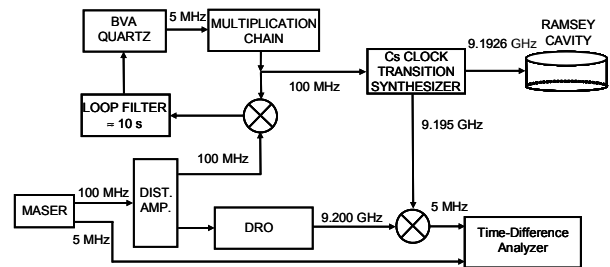 BVA
QUARTZ
5 MHz
MULTIPLICATION
CHAIN
RAMSEY
CAVITY
Cs CLOCK
TRANSITION
SYNTHESIZER
9.1926 GHz
100 MHz
LOOP FILTER
≈ 10 s
9.195 GHz
100 MHz
MASER
100 MHz
5 MHz
DIST.
AMP.
DRO
9.200 GHz
5 MHz
Time-Difference
Analyzer